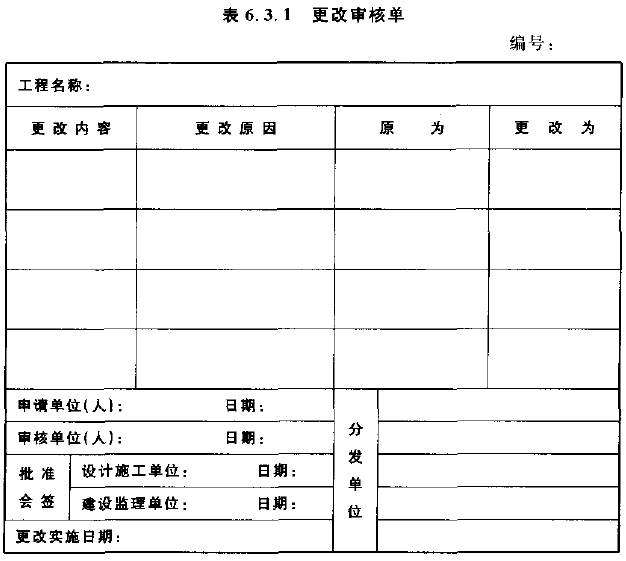 表 6.3.1 更改审核单
编号:
工程名称:
更改内容 更改原因 原 为 更 改 为
申请单位(人): 日期:
审核单位(人): 日期:
分发单位
批准会签
设计施工单位: 日期:
建设监理单位: 日期:
更改实施日期: